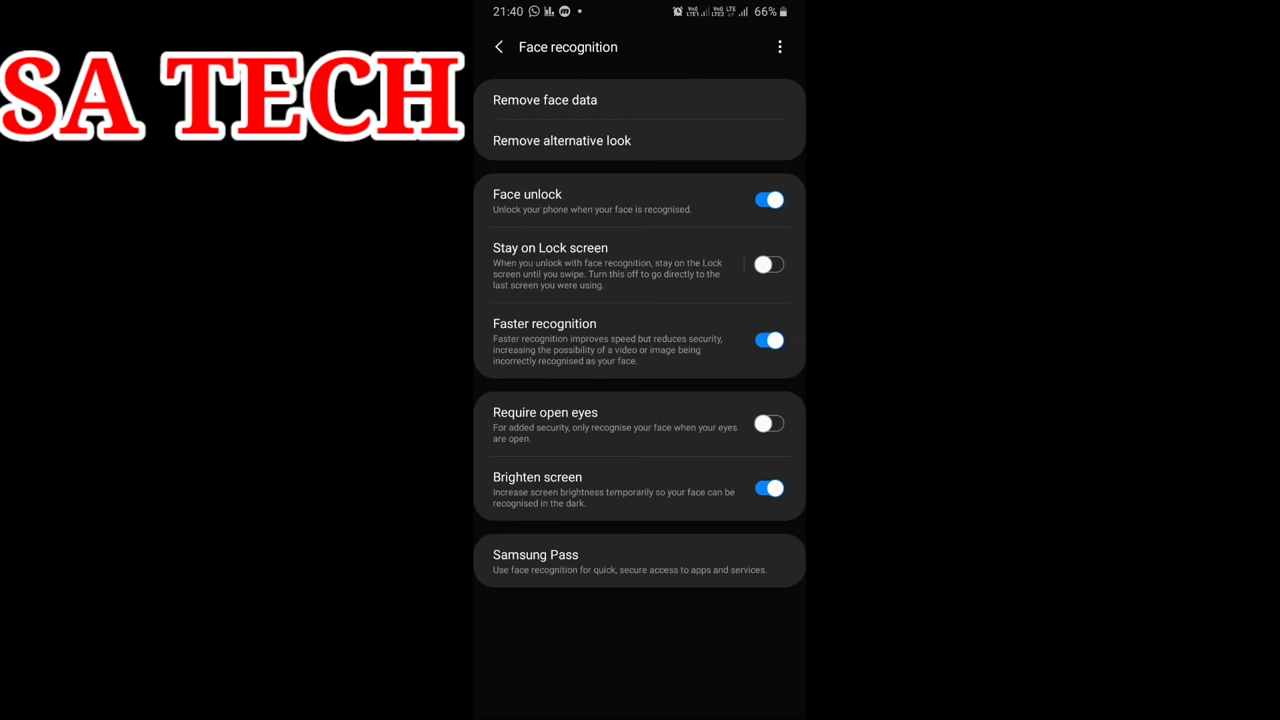 SA TECH
21:40
VoLTE1 VoLTE2 LTE 66%
Face recognition
Remove face data
Remove alternative look
Face unlock
Unlock your phone when your face is recognised.
Stay on Lock screen
When you unlock with face recognition, stay on the Lock
screen until you swipe. Turn this off to go directly to the
last screen you were using.
Faster recognition
Faster recognition improves speed but reduces security,
increasing the possibility of a video or image being
incorrectly recognised as your face.
Require open eyes
For added security, only recognise your face when your eyes
are open.
Brighten screen
Increase screen brightness temporarily so your face can be
recognised in the dark.
Samsung Pass
Use face recognition for quick, secure access to apps and services.